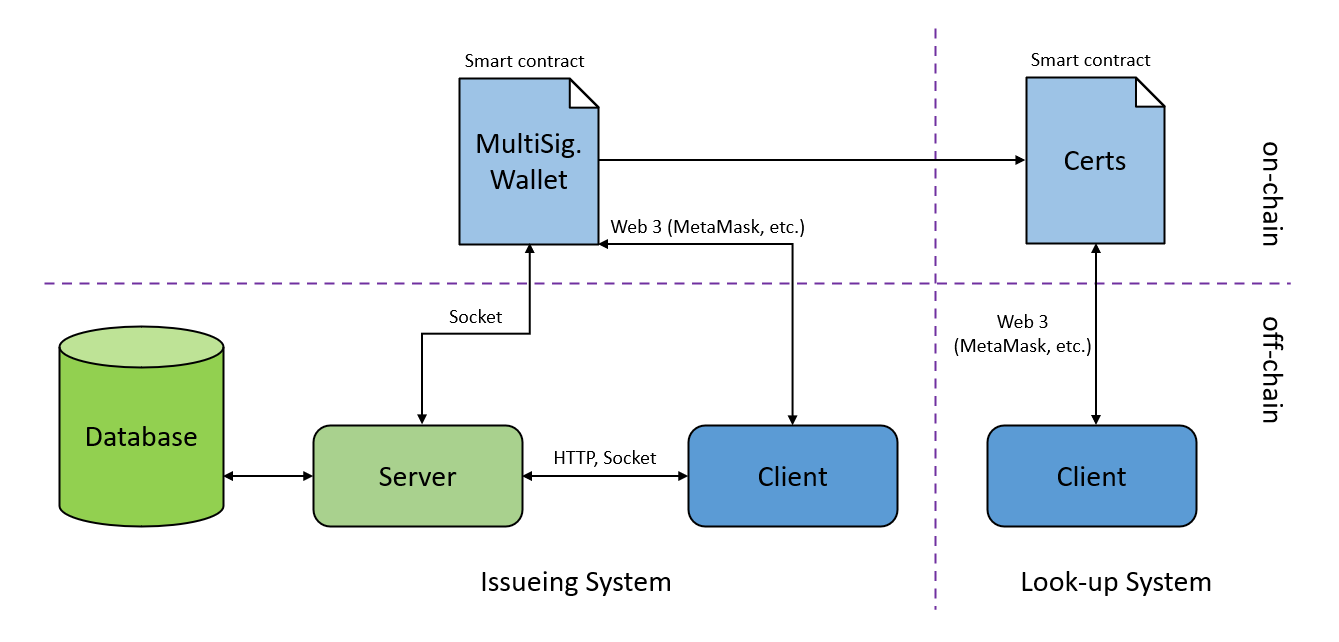 Smart contract
MultiSig.
Wallet
Smart contract
Certs
on-chain
Web 3 (MetaMask, etc.)
Socket
Web 3
(MetaMask, etc.)
off-chain
Database
Server
HTTP, Socket
Client
Client
Issueing System
Look-up System